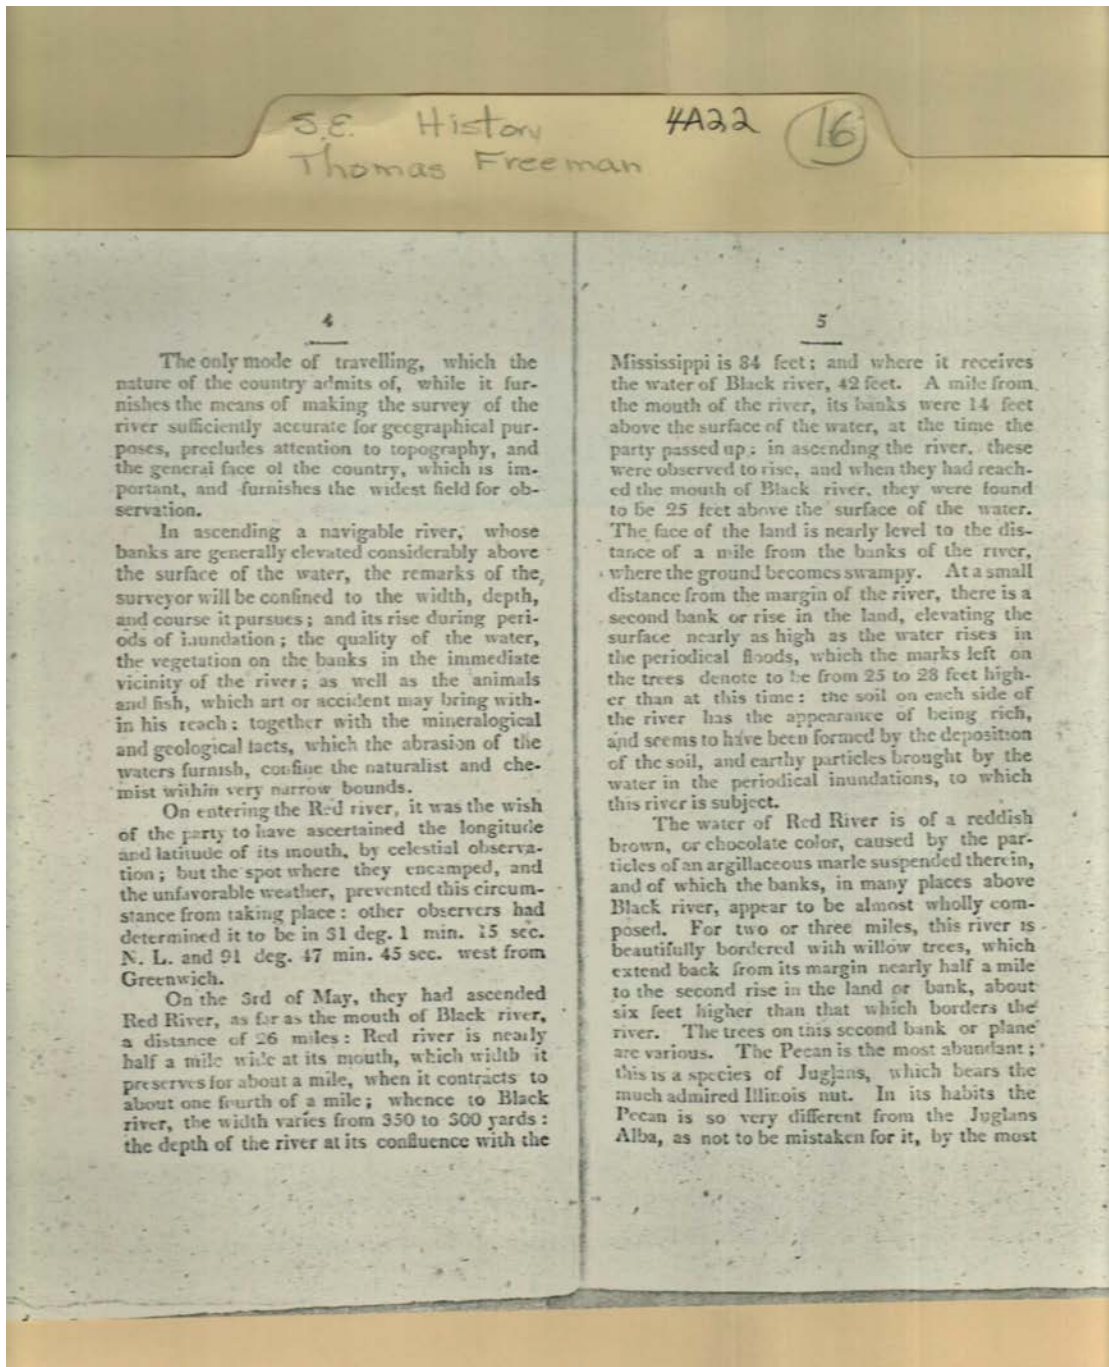 S.E. History 4A22 16
Thomas Freeman
4
The only mode of travelling, which the
nature of the country admits of, while it fur-
nishes the means of making the survey of the
river sufficiently accurate for geographical pur-
poses, precludes attention to topography, and
the general face of the country, which is im-
portant, and furnishes the widest field for ob-
servation.
In ascending a navigable river, whose
banks are generally elevated considerably above
the surface of the water, the remarks of the
surveyor will be confined to the width, depth,
and course it pursues; and its rise during peri-
ods of inundation; the quality of the water,
the vegetation on the banks in the immediate
vicinity of the river; as well as the animals
and fish, which art or accident may bring with-
in his reach; together with the mineralogical
and geological facts, which the abrasion of the
waters furnish, confine the naturalist and che-
mist within very narrow bounds.
On entering the Red river, it was the wish
of the party to have ascertained the longitude
and latitude of its mouth, by celestial observa-
tion; but the spot where they encamped, and
the unfavorable weather, prevented this circum-
stance from taking place: other observers had
determined it to be in 31 deg. 1 min. 15 sec.
N. L. and 91 deg. 47 min. 45 sec. west from
Greenwich.
On the 3rd of May, they had ascended
Red River, as far as the mouth of Black river,
a distance of 26 miles: Red river is nearly
half a mile wide at its mouth, which width it
preserves for about a mile, when it contracts to
about one fourth of a mile; whence to Black
river, the width varies from 350 to 500 yards:
the depth of the river at its confluence with the
5
Mississippi is 84 feet; and where it receives
the water of Black river, 42 feet. A mile from
the mouth of the river, its banks were 14 feet
above the surface of the water, at the time the
party passed up; in ascending the river, these
were observed to rise, and when they had reach-
ed the mouth of Black river, they were found
to be 25 feet above the surface of the water.
The face of the land is nearly level to the dis-
tance of a mile from the banks of the river,
where the ground becomes swampy. At a small
distance from the margin of the river, there is a
second bank or rise in the land, elevating the
surface nearly as high as the water rises in
the periodical floods, which the marks left on
the trees denote to be from 25 to 28 feet high-
er than at this time: the soil on each side of
the river has the appearance of being rich,
and seems to have been formed by the deposition
of the soil, and earthy particles brought by the
water in the periodical inundations, to which
this river is subject.
The water of Red River is of a reddish
brown, or chocolate color, caused by the par-
ticles of an argillaceous marle suspended therein,
and of which the banks, in many places above
Black river, appear to be almost wholly com-
posed. For two or three miles, this river is
beautifully bordered with willow trees, which
extend back from its margin nearly half a mile
to the second rise in the land or bank, about
six feet higher than that which borders the
river. The trees on this second bank or plane
are various. The Pecan is the most abundant;
this is a species of Juglans, which bears the
much admired Illinois nut. In its habits the
Pecan is so very different from the Juglans
Alba, as not to be mistaken for it, by the most